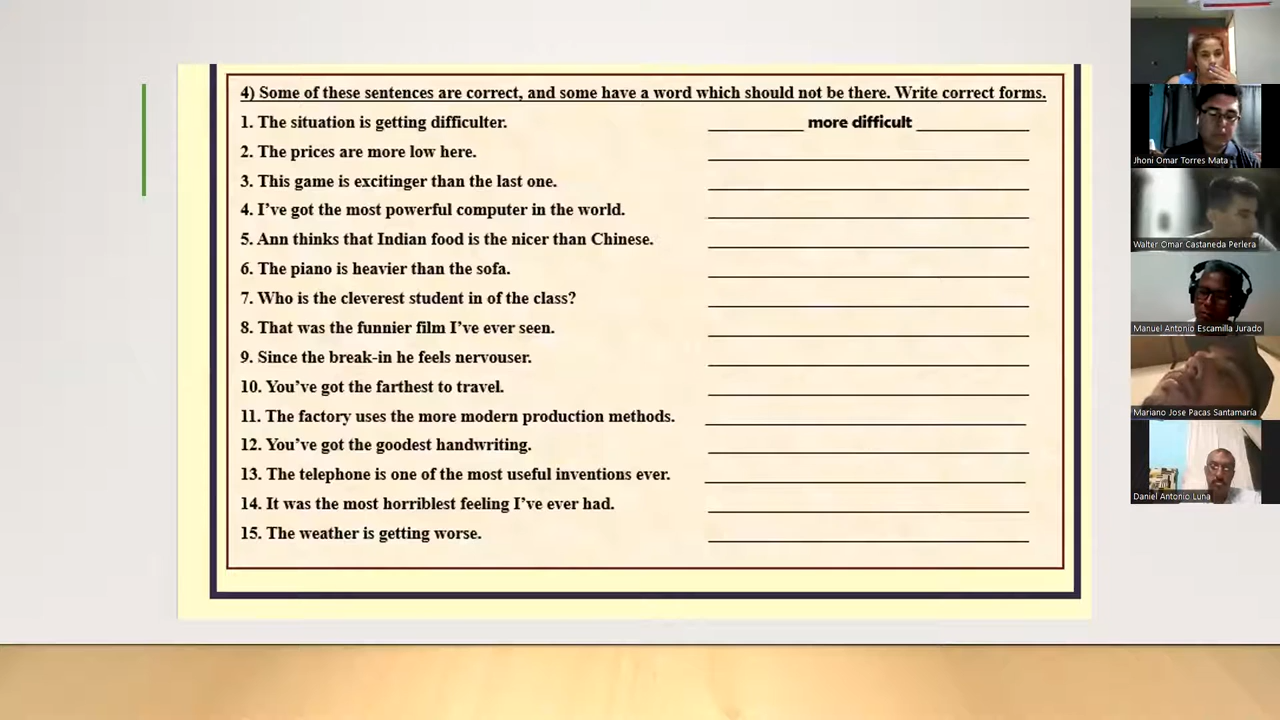 4) Some of these sentences are correct, and some have a word which should not be there. Write correct forms.
1. The situation is getting difficulter. __________ more difficult ____________
2. The prices are more low here.
3. This game is excitinger than the last one.
4. I’ve got the most powerful computer in the world.
5. Ann thinks that Indian food is the nicer than Chinese.
6. The piano is heavier than the sofa.
7. Who is the cleverest student in of the class?
8. That was the funnier film I’ve ever seen.
9. Since the break-in he feels nervouser.
10. You’ve got the farthest to travel.
11. The factory uses the more modern production methods.
12. You’ve got the goodest handwriting.
13. The telephone is one of the most useful inventions ever.
14. It was the most horriblest feeling I’ve ever had.
15. The weather is getting worse.
Jhoni Omar Torres Mata
Walter Omar Castaneda Perlera
Manuel Antonio Escamilla Jurado
Mariano Jose Pacas Santamaría
Daniel Antonio Luna